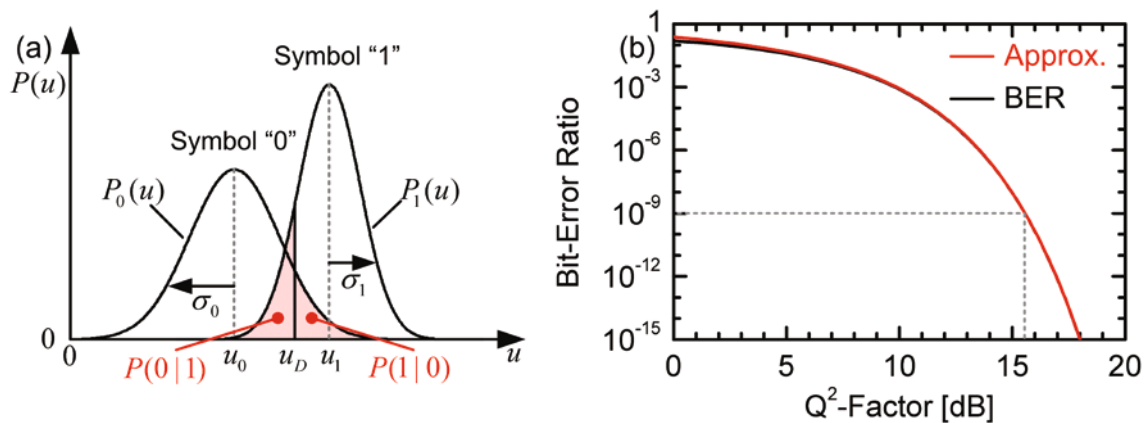 (a)
Symbol “1”
P(u)
Symbol “0”
P₀(u)
P₁(u)
σ₀
σ₁
0
0
u₀
u_D
u₁
u
P(0 | 1)
P(1 | 0)
(b)
Approx.
BER
Bit-Error Ratio
1
10⁻³
10⁻⁶
10⁻⁹
10⁻¹²
10⁻¹⁵
0 5 10 15 20
Q²-Factor [dB]